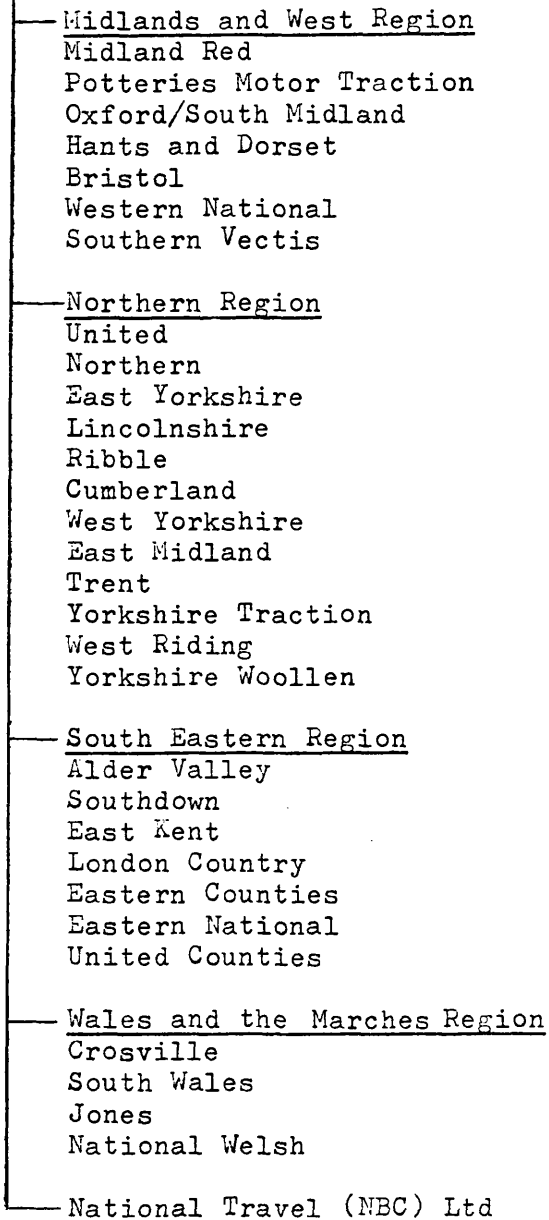 Midlands and West Region
Midland Red
Potteries Motor Traction
Oxford/South Midland
Hants and Dorset
Bristol
Western National
Southern Vectis
Northern Region
United
Northern
East Yorkshire
Lincolnshire
Ribble
Cumberland
West Yorkshire
East Midland
Trent
Yorkshire Traction
West Riding
Yorkshire Woollen
South Eastern Region
Alder Valley
Southdown
East Kent
London Country
Eastern Counties
Eastern National
United Counties
Wales and the Marches Region
Crosville
South Wales
Jones
National Welsh
National Travel (NBC) Ltd